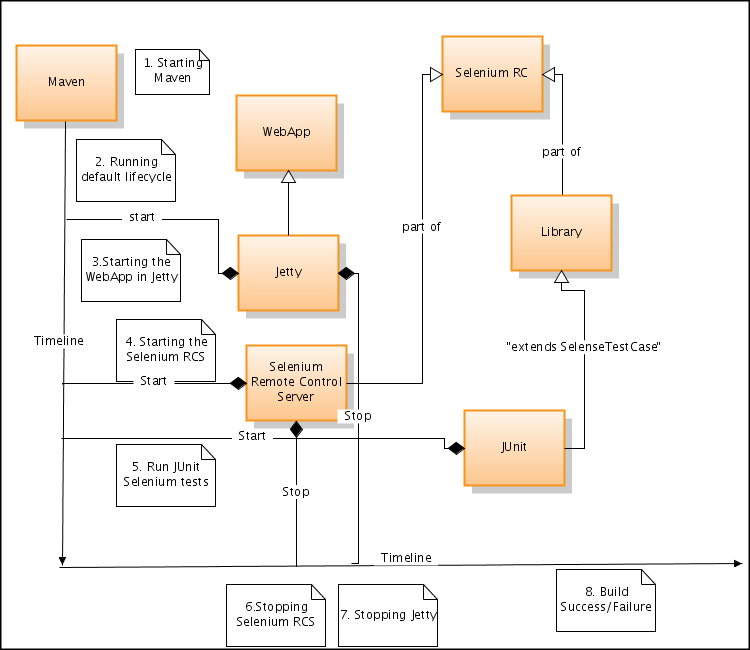 Maven
1. Starting
Maven
Selenium RC
WebApp
2. Running
default lifecycle
part of
start
part of
Library
3.Starting the
WebApp in Jetty
Jetty
Timeline
4. Starting the
Selenium RCS
"extends SelenseTestCase"
Start
Selenium
Remote Control
Server
Stop
Start
JUnit
5. Run JUnit
Selenium tests
Stop
Timeline
6.Stopping
Selenium RCS
7. Stopping Jetty
8. Build
Success/Failure